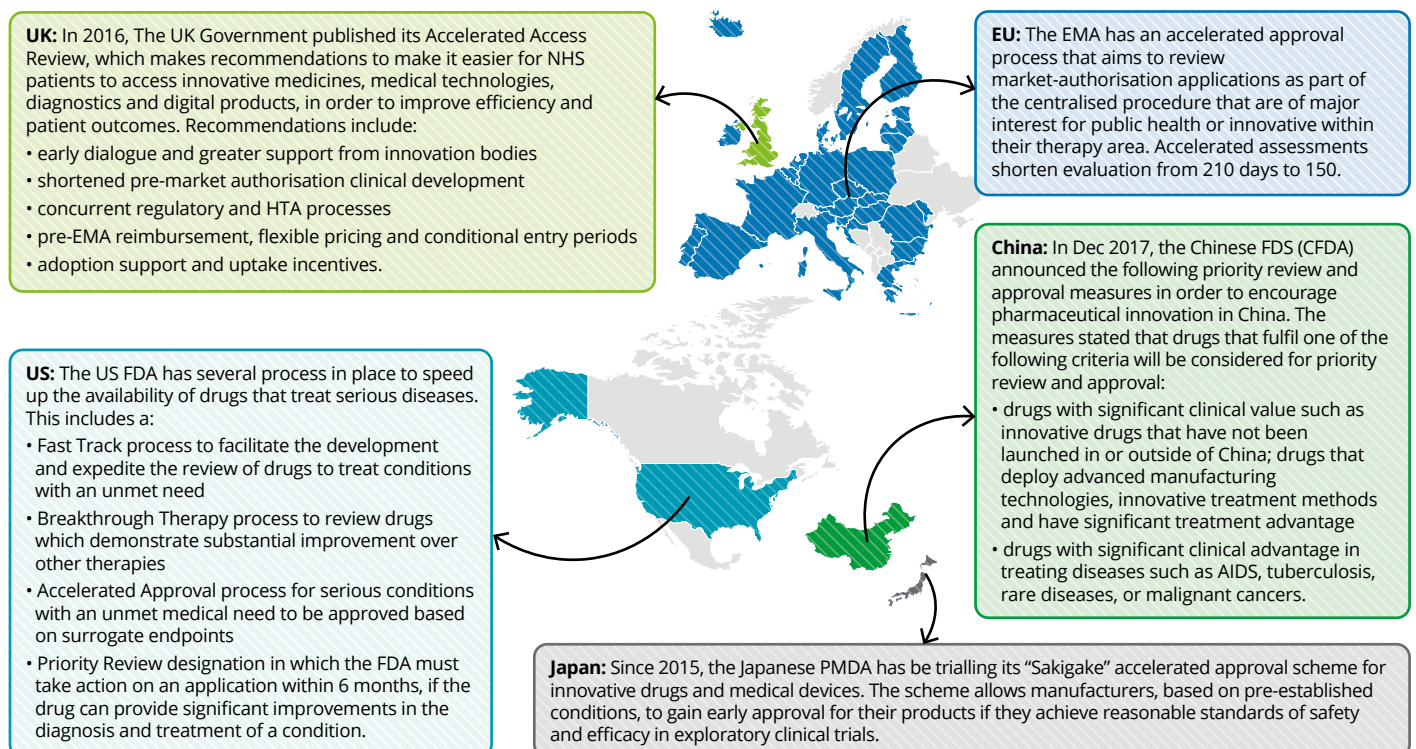 UK: In 2016, The UK Government published its Accelerated Access
Review, which makes recommendations to make it easier for NHS
patients to access innovative medicines, medical technologies,
diagnostics and digital products, in order to improve efficiency and
patient outcomes. Recommendations include:
• early dialogue and greater support from innovation bodies
• shortened pre-market authorisation clinical development
• concurrent regulatory and HTA processes
• pre-EMA reimbursement, flexible pricing and conditional entry periods
• adoption support and uptake incentives.
EU: The EMA has an accelerated approval
process that aims to review
market-authorisation applications as part of
the centralised procedure that are of major
interest for public health or innovative within
their therapy area. Accelerated assessments
shorten evaluation from 210 days to 150.
US: The US FDA has several process in place to speed
up the availability of drugs that treat serious diseases.
This includes a:
• Fast Track process to facilitate the development
and expedite the review of drugs to treat conditions
with an unmet need
• Breakthrough Therapy process to review drugs
which demonstrate substantial improvement over
other therapies
• Accelerated Approval process for serious conditions
with an unmet medical need to be approved based
on surrogate endpoints
• Priority Review designation in which the FDA must
take action on an application within 6 months, if the
drug can provide significant improvements in the
diagnosis and treatment of a condition.
China: In Dec 2017, the Chinese FDS (CFDA)
announced the following priority review and
approval measures in order to encourage
pharmaceutical innovation in China. The
measures stated that drugs that fulfil one of the
following criteria will be considered for priority
review and approval:
• drugs with significant clinical value such as
innovative drugs that have not been
launched in or outside of China; drugs that
deploy advanced manufacturing
technologies, innovative treatment methods
and have significant treatment advantage
• drugs with significant clinical advantage in
treating diseases such as AIDS, tuberculosis,
rare diseases, or malignant cancers.
Japan: Since 2015, the Japanese PMDA has be trialling its “Sakigake” accelerated approval scheme for
innovative drugs and medical devices. The scheme allows manufacturers, based on pre-established
conditions, to gain early approval for their products if they achieve reasonable standards of safety
and efficacy in exploratory clinical trials.